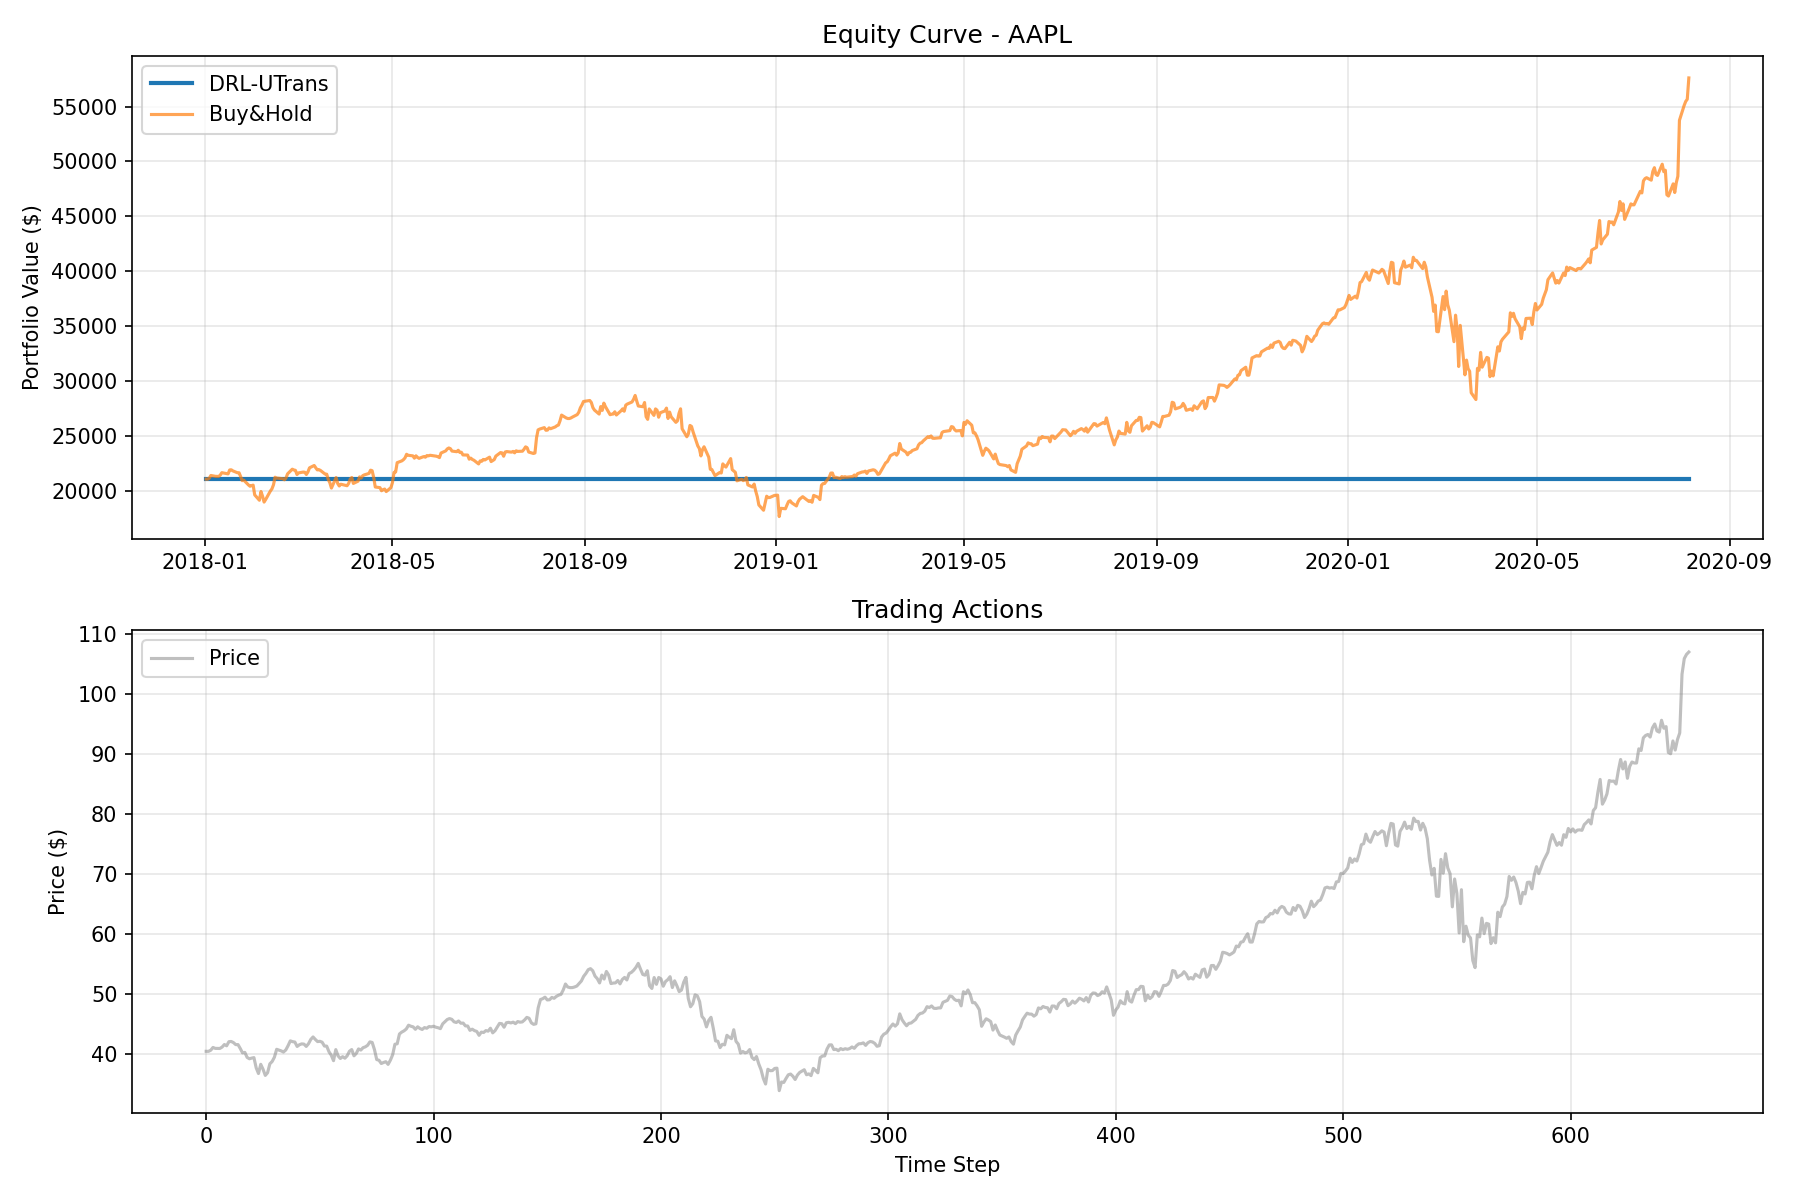 Equity Curve - AAPL
DRL-UTrans
Buy&Hold
Portfolio Value ($)
55000
50000
45000
40000
35000
30000
25000
20000
2018-01 2018-05 2018-09 2019-01 2019-05 2019-09 2020-01 2020-05 2020-09
Trading Actions
Price
Price ($)
110
100
90
80
70
60
50
40
0 100 200 300 400 500 600
Time Step